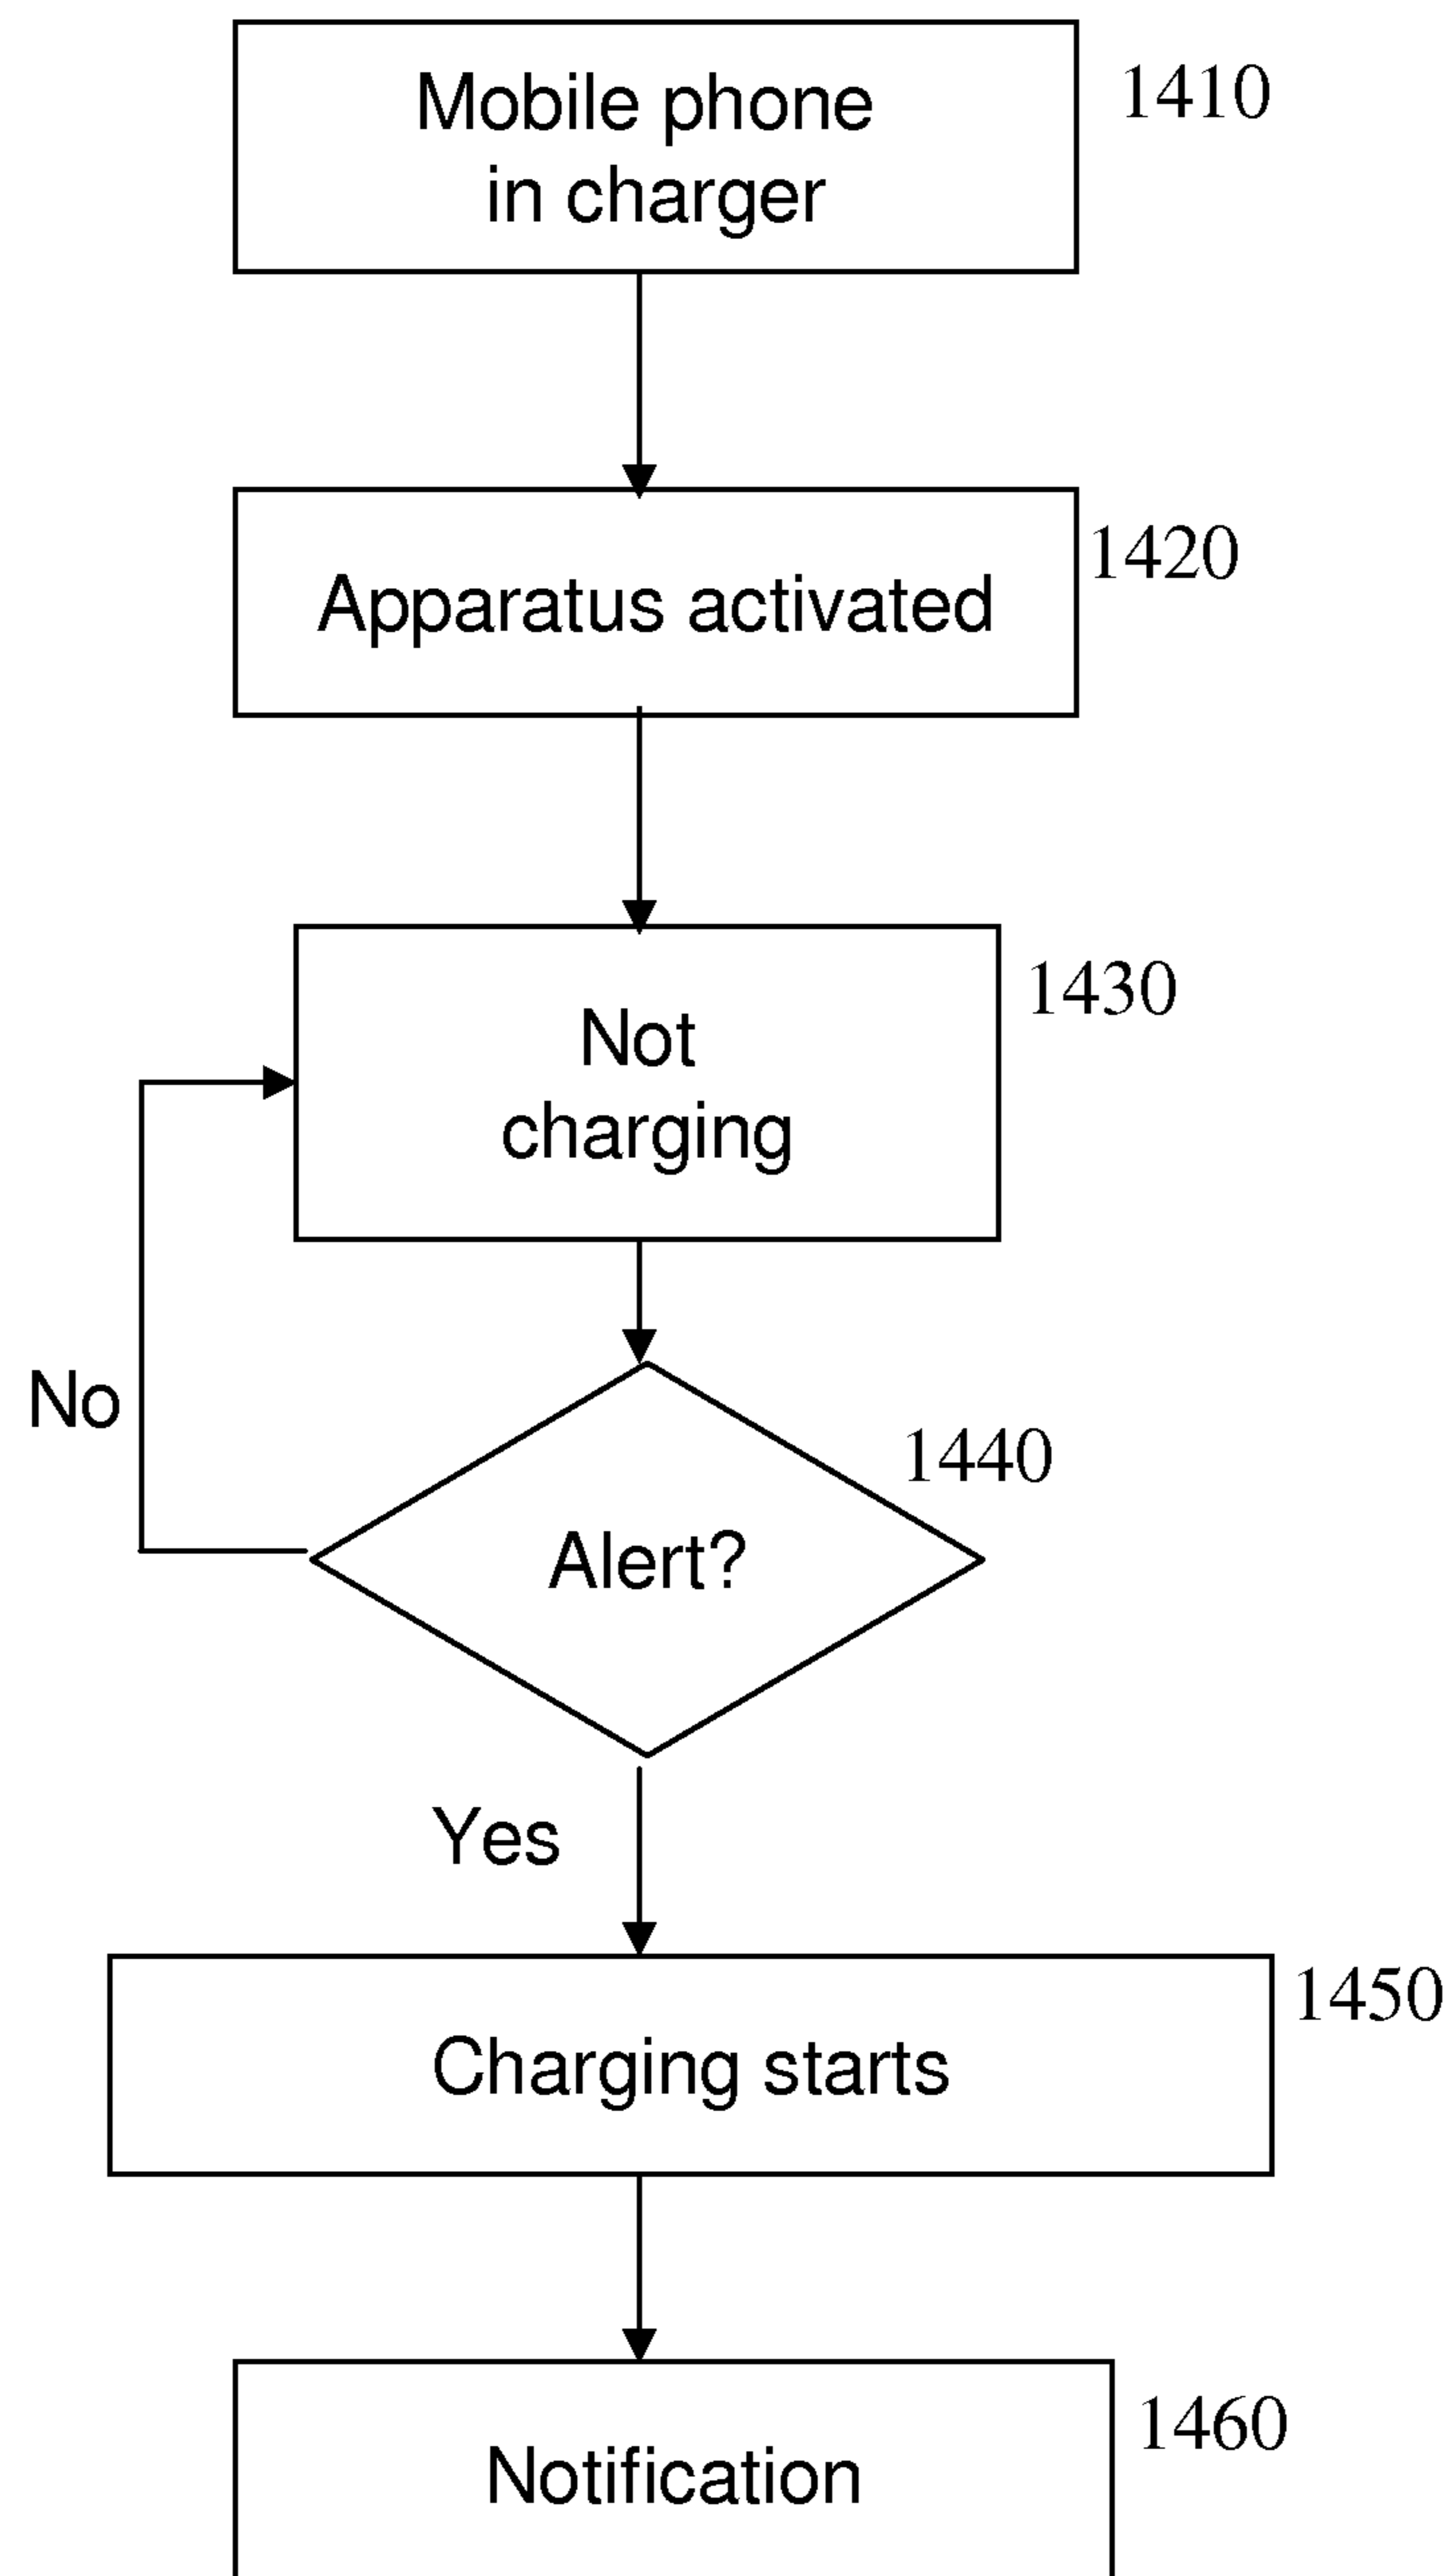 Mobile phone
in charger
1410
Apparatus activated
1420
Not
charging
1430
No
Alert?
1440
Yes
Charging starts
1450
Notification
1460